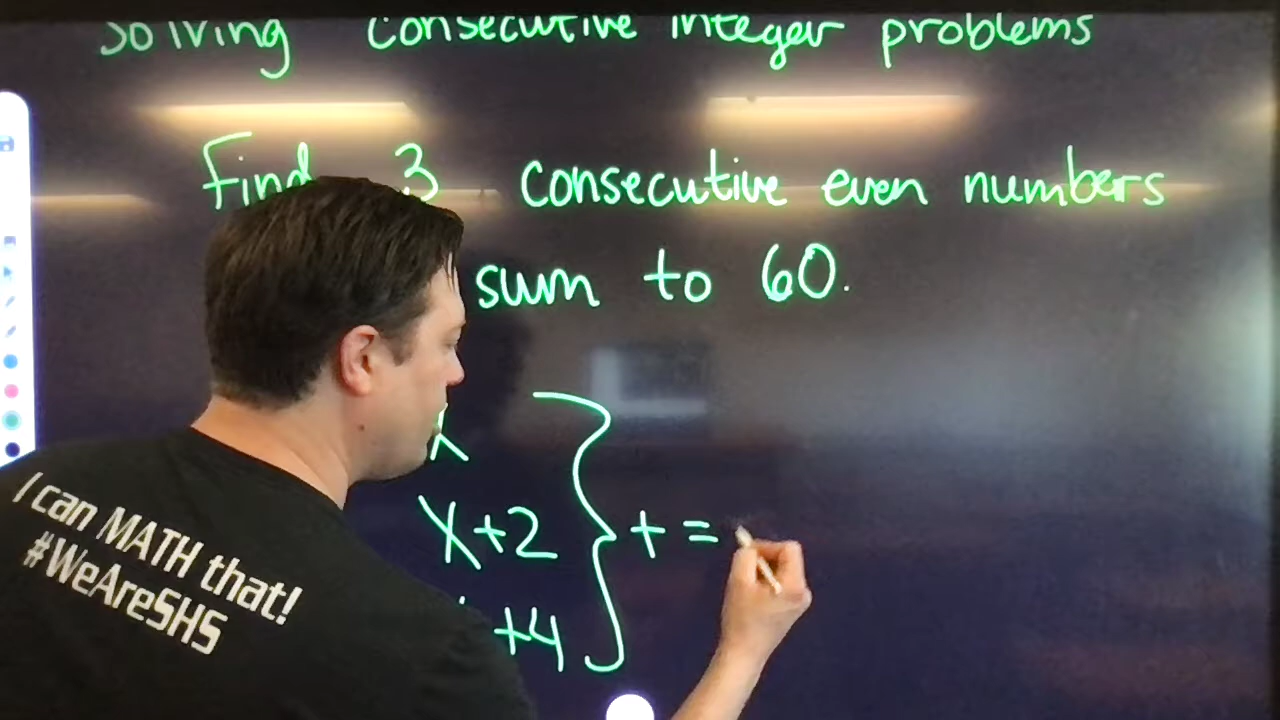 Solving consecutive integer problems
Find 3 consecutive even numbers
sum to 60.
x
x+2
+ =
+4
I can MATH that!
#WeAreSHS